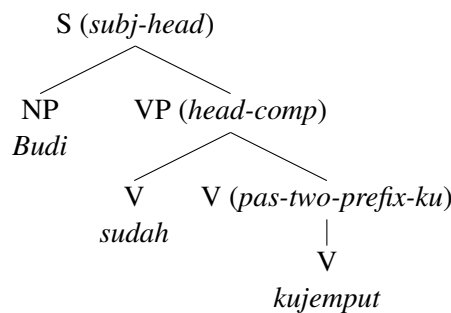 S (subj-head)
NP VP (head-comp)
Budi
V V (pas-two-prefix-ku)
sudah
V
kujemput